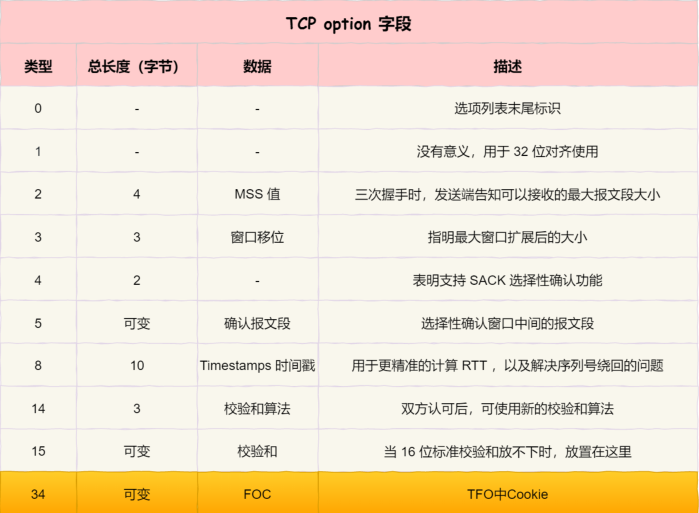 TCP option 字段
类型 总长度（字节） 数据 描述
0 - - 选项列表末尾标识
1 - - 没有意义，用于 32 位对齐使用
2 4 MSS 值 三次握手时，发送端告知可以接收的最大报文段大小
3 3 窗口移位 指明最大窗口扩展后的大小
4 2 - 表明支持 SACK 选择性确认功能
5 可变 确认报文段 选择性确认窗口中间的报文段
8 10 Timestamps 时间戳 用于更精准的计算 RTT ，以及解决序列号绕回的问题
14 3 校验和算法 双方认可后，可使用新的校验和算法
15 可变 校验和 当 16 位标准校验和放不下时，放置在这里
34 可变 FOC TFO中Cookie